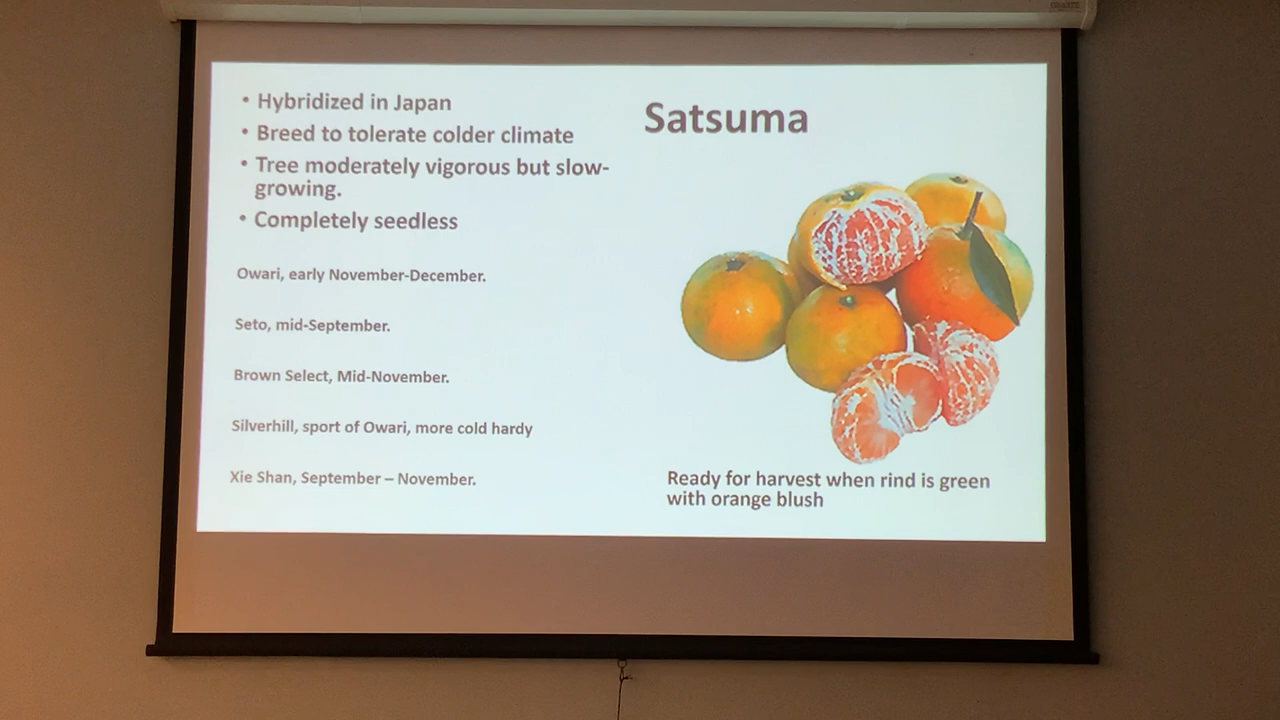 Satsuma
• Hybridized in Japan
• Breed to tolerate colder climate
• Tree moderately vigorous but slow-
growing.
• Completely seedless
Owari, early November-December.
Seto, mid-September.
Brown Select, Mid-November.
Silverhill, sport of Owari, more cold hardy
Xie Shan, September – November.
Ready for harvest when rind is green
with orange blush